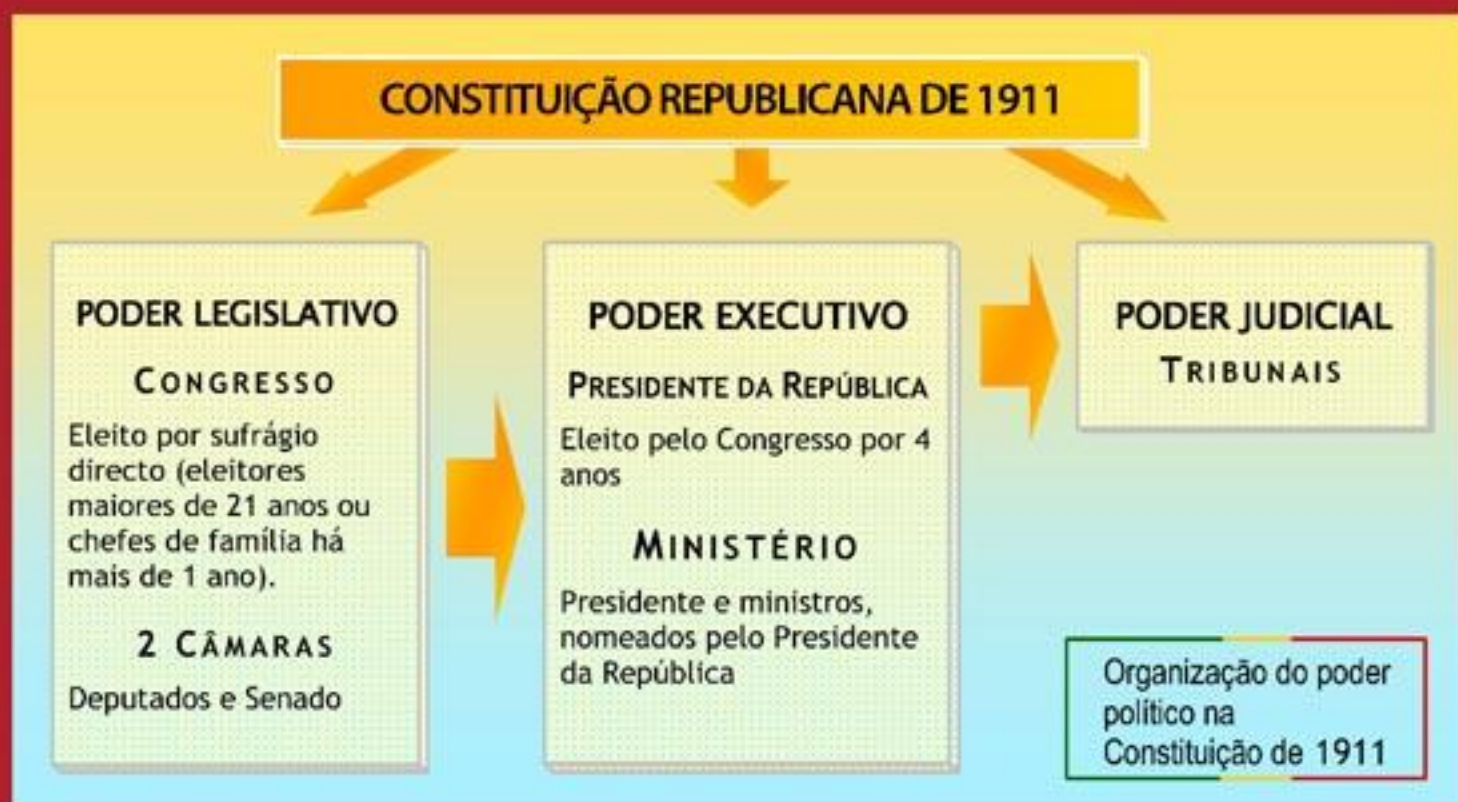 CONSTITUIÇÃO REPUBLICANA DE 1911
PODER LEGISLATIVO
CONGRESSO
Eleito por sufrágio
directo (eleitores
maiores de 21 anos ou
chefes de família há
mais de 1 ano).
2 CÂMARAS
Deputados e Senado
PODER EXECUTIVO
PRESIDENTE DA REPÚBLICA
Eleito pelo Congresso por 4
anos
MINISTÉRIO
Presidente e ministros,
nomeados pelo Presidente
da República
PODER JUDICIAL
TRIBUNAIS
Organização do poder
político na
Constituição de 1911